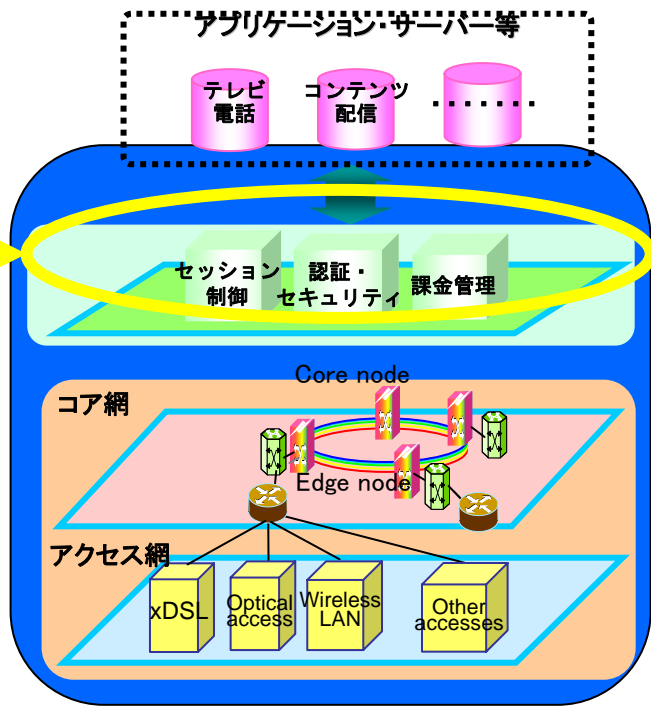 アプリケーション・サーバー等
テレビ
電話
コンテンツ
配信
・・・・・・・
セッション
制御
認証・
セキュリティ
課金管理
コア網
Core node
Edge node
アクセス網
xDSL
Optical
access
Wireless
LAN
Other
accesses